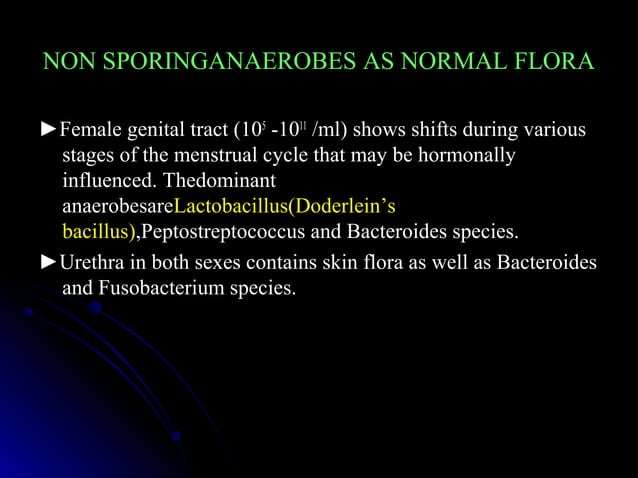 NON SPORINGANAEROBES AS NORMAL FLORA
►Female genital tract (10⁵ -10¹¹ /ml) shows shifts during various
stages of the menstrual cycle that may be hormonally
influenced. Thedominant
anaerobesareLactobacillus(Doderlein’s
bacillus),Peptostreptococcus and Bacteroides species.
►Urethra in both sexes contains skin flora as well as Bacteroides
and Fusobacterium species.